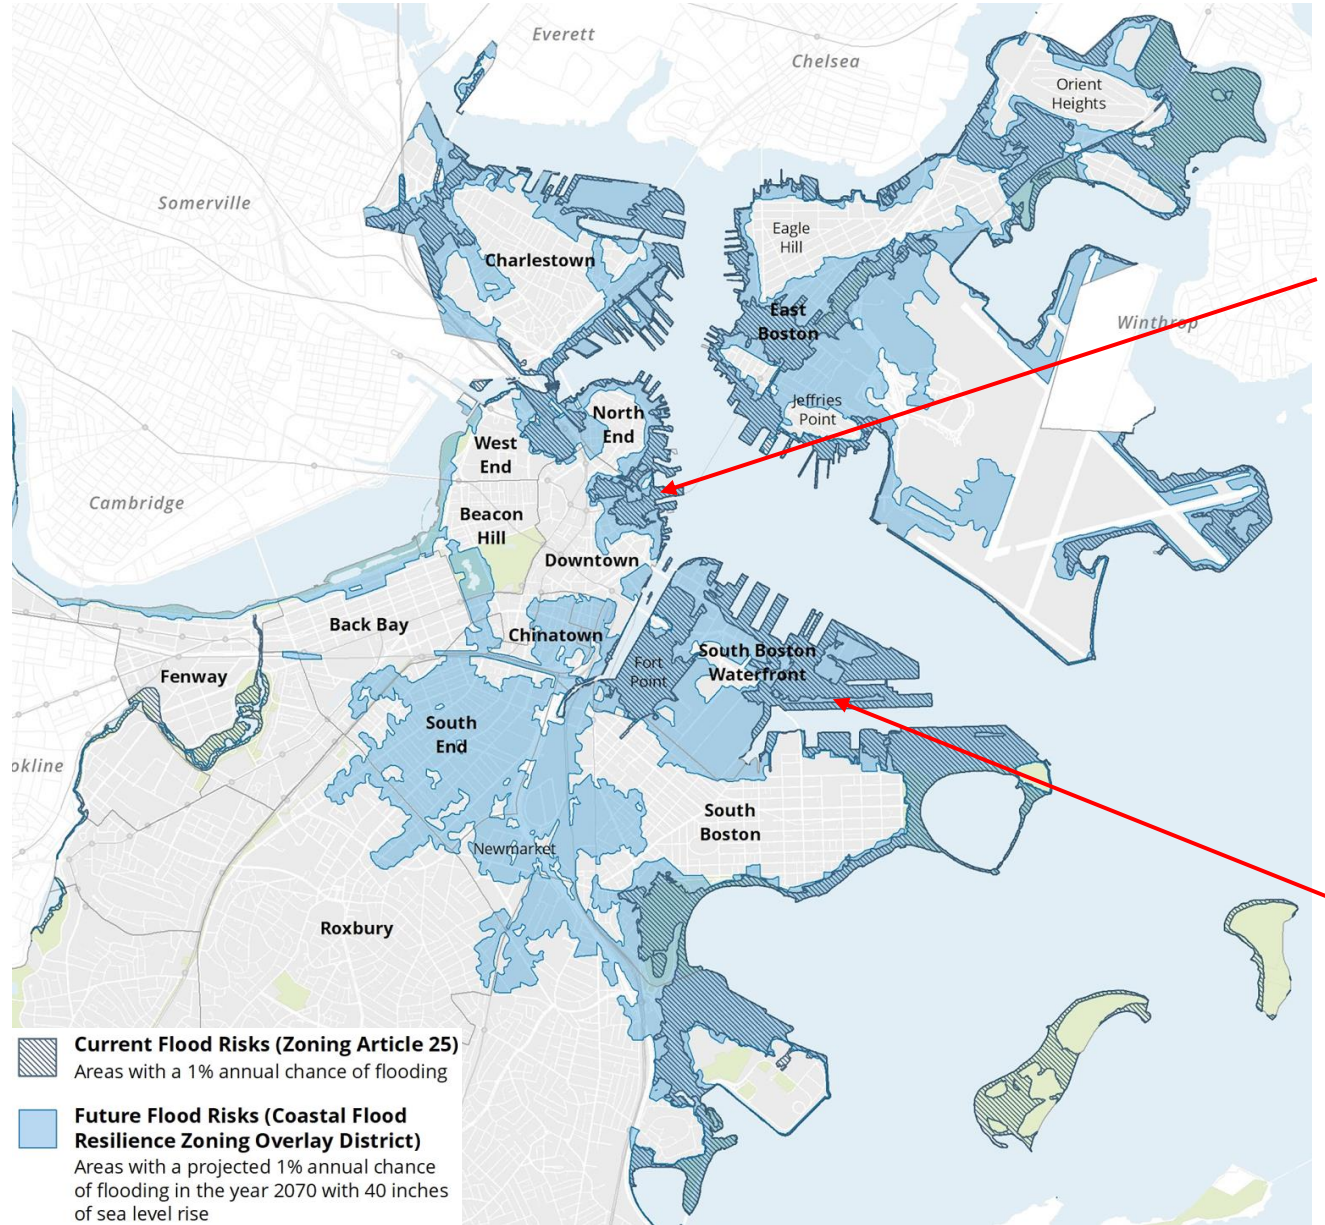 Everett
Chelsea
Orient
Heights
Somerville
Eagle
Hill
Charlestown
East
Boston
Winthrop
Jeffries
Point
North
End
West
End
Cambridge
Beacon
Hill
Downtown
Back Bay
Chinatown
South Boston
Waterfront
Fort
Point
Fenway
South
End
okline
South
Boston
Newmarket
Roxbury
Current Flood Risks (Zoning Article 25)
Areas with a 1% annual chance of flooding
Future Flood Risks (Coastal Flood
Resilience Zoning Overlay District)
Areas with a projected 1% annual chance
of flooding in the year 2070 with 40 inches
of sea level rise